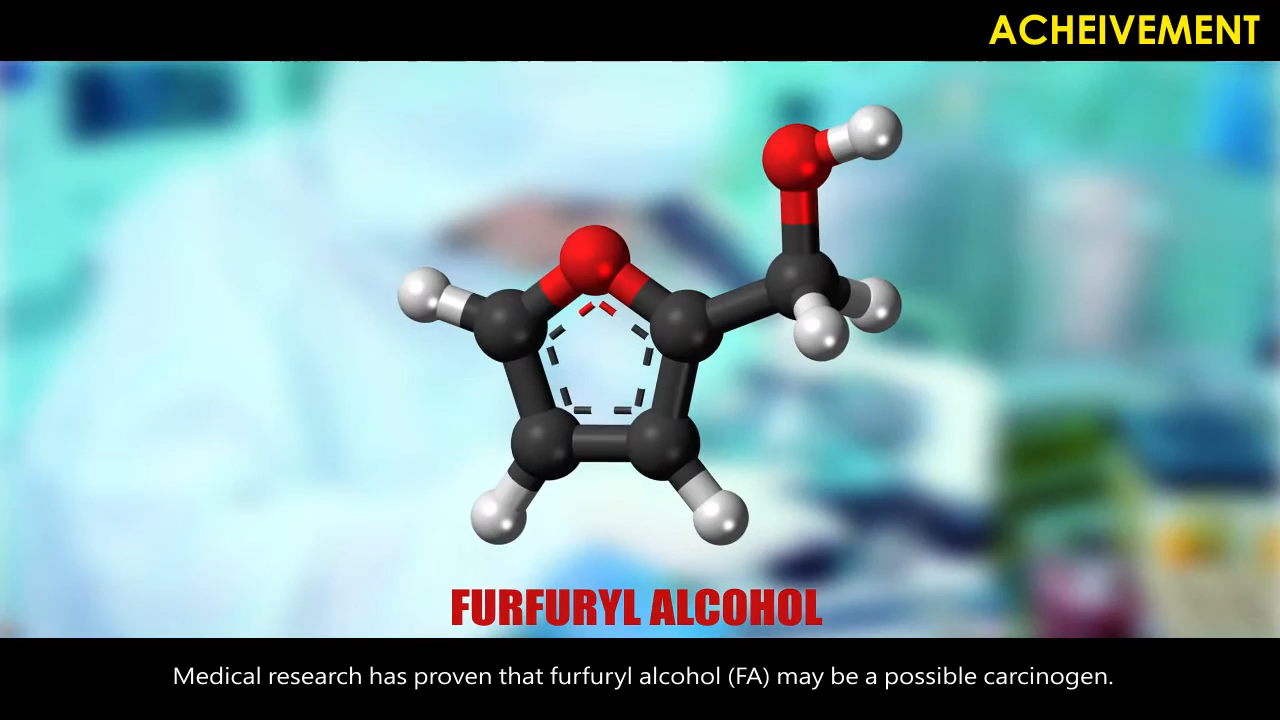 ACHEIVEMENT
FURFURYL ALCOHOL
Medical research has proven that furfuryl alcohol (FA) may be a possible carcinogen.